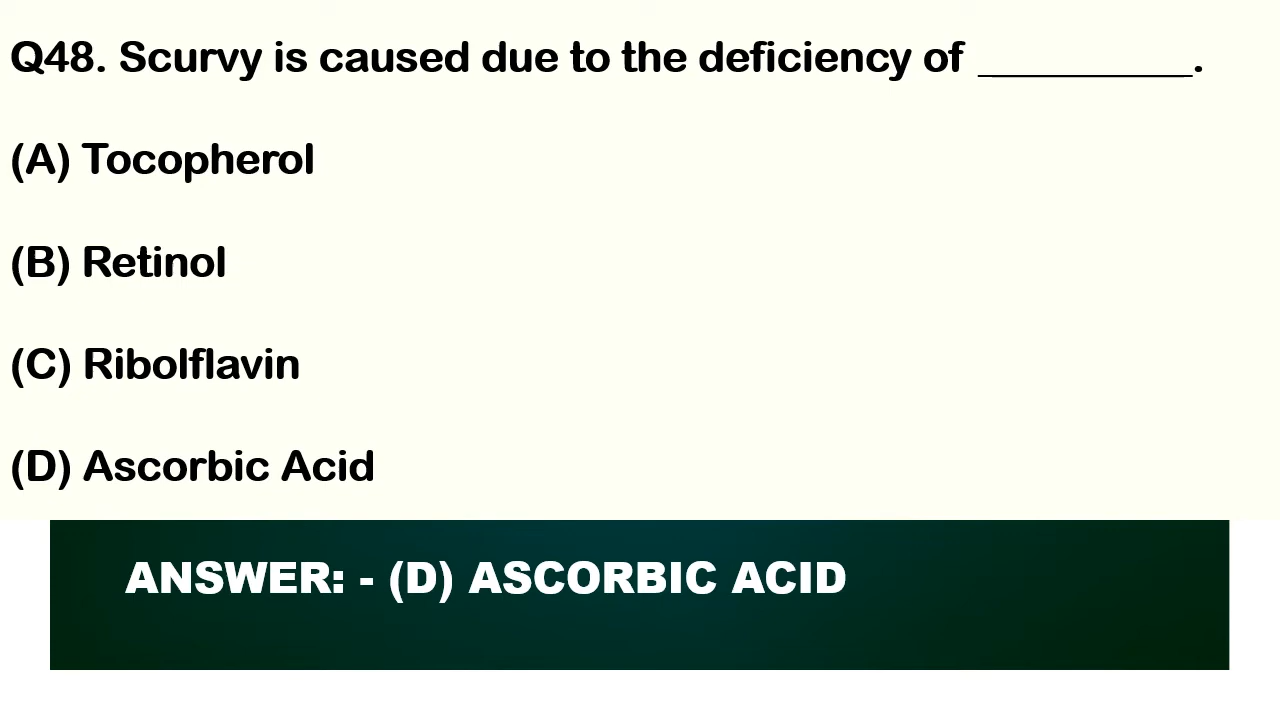 Q48. Scurvy is caused due to the deficiency of __________.
(A) Tocopherol
(B) Retinol
(C) Ribolflavin
(D) Ascorbic Acid
ANSWER: - (D) ASCORBIC ACID